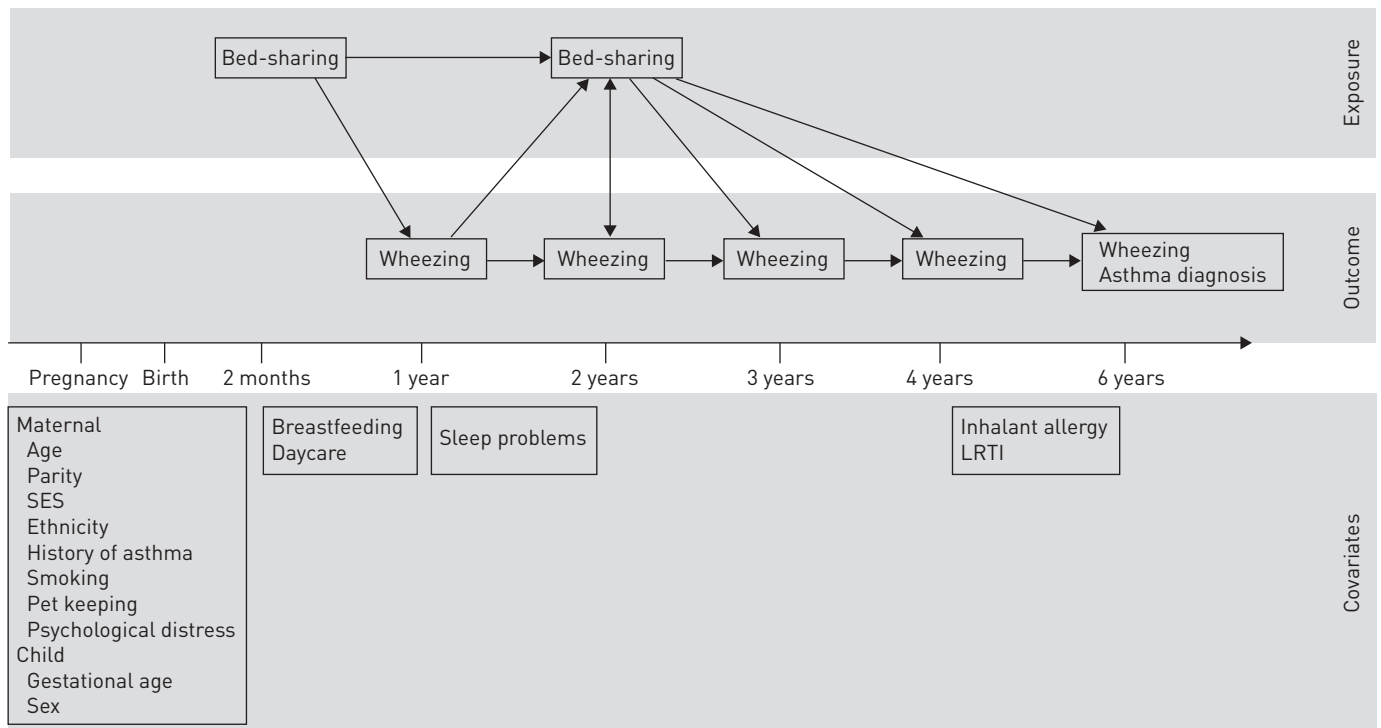 Bed-sharing
Bed-sharing
Exposure
Wheezing
Wheezing
Wheezing
Wheezing
Wheezing
Asthma diagnosis
Outcome
Pregnancy
Birth
2 months
1 year
2 years
3 years
4 years
6 years
Maternal
Age
Parity
SES
Ethnicity
History of asthma
Smoking
Pet keeping
Psychological distress
Child
Gestational age
Sex
Breastfeeding
Daycare
Sleep problems
Inhalant allergy
LRTI
Covariates